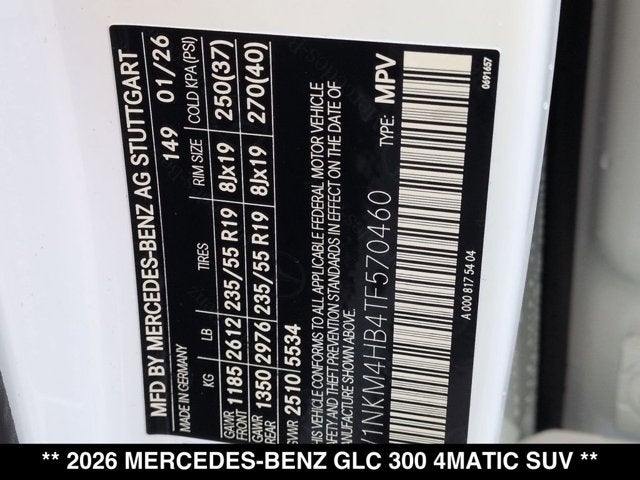 MFD BY MERCEDES-BENZ AG STUTTGART
MADE IN GERMANY 149 01/26
KG LB TIRES RIM SIZE COLD KPA(PSI)
GAWR FRONT 1185 2612 235/55 R19 8Jx19 250(37)
GAWR REAR 1350 2976 235/55 R19 8Jx19 270(40)
GVWR 2510 5534
THIS VEHICLE CONFORMS TO ALL APPLICABLE FEDERAL MOTOR VEHICLE
SAFETY AND THEFT PREVENTION STANDARDS IN EFFECT ON THE DATE OF
MANUFACTURE SHOWN ABOVE.
1NKM4HB4TF570460 TYPE: MPV
A 000 817 54 04 0691657
** 2026 MERCEDES-BENZ GLC 300 4MATIC SUV **